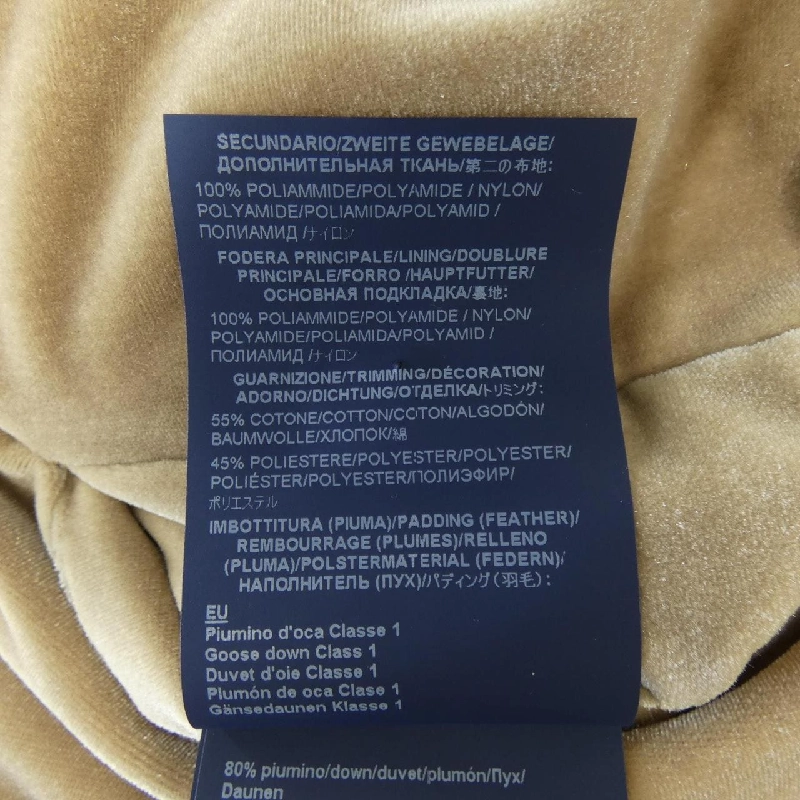 SECUNDARIO/ZWEITE GEWEBELAGE/
ДОПОЛНИТЕЛЬНАЯ ТКАНЬ/第二の布地:
100% POLIAMMIDE/POLYAMIDE / NYLON/
POLYAMIDE/POLIAMIDA/POLYAMID /
ПОЛИАМИД /ナイロン
FODERA PRINCIPALE/LINING/DOUBLURE
PRINCIPALE/FORRO /HAUPTFUTTER/
ОСНОВНАЯ ПОДКЛАДКА/裏地:
100% POLIAMMIDE/POLYAMIDE / NYLON/
POLYAMIDE/POLIAMIDA/POLYAMID /
ПОЛИАМИД /ナイロン
GUARNIZIONE/TRIMMING/DÉCORATION/
ADORNO/DICHTUNG/ОТДЕЛКА/トリミング:
55% COTONE/COTTON/COTON/ALGODÓN/
BAUMWOLLE/ХЛОПОК/綿
45% POLIESTERE/POLYESTER/POLYESTER/
POLIÉSTER/POLYESTER/ПОЛИЭФИР/
ポリエステル
IMBOTTITURA (PIUMA)/PADDING (FEATHER)/
REMBOURRAGE (PLUMES)/RELLENO
(PLUMA)/POLSTERMATERIAL (FEDERN)/
НАПОЛНИТЕЛЬ (ПУХ)/パディング(羽毛):
EU
Piumino d'oca Classe 1
Goose down Class 1
Duvet d'oie Classe 1
Plumón de oca Clase 1
Gänsedaunen Klasse 1
80% piumino/down/duvet/plumón/Пух/
Daunen